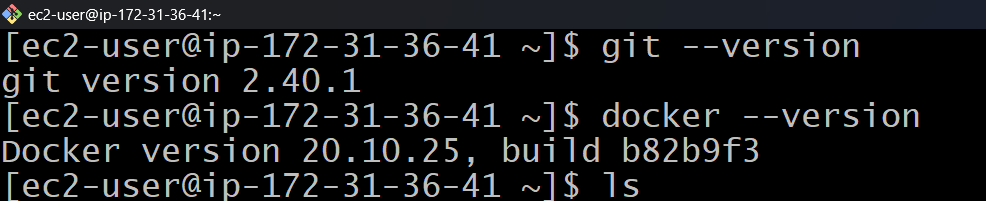 ec2-user@ip-172-31-36-41:~
[ec2-user@ip-172-31-36-41 ~]$ git --version
git version 2.40.1
[ec2-user@ip-172-31-36-41 ~]$ docker --version
Docker version 20.10.25, build b82b9f3
[ec2-user@ip-172-31-36-41 ~]$ ls